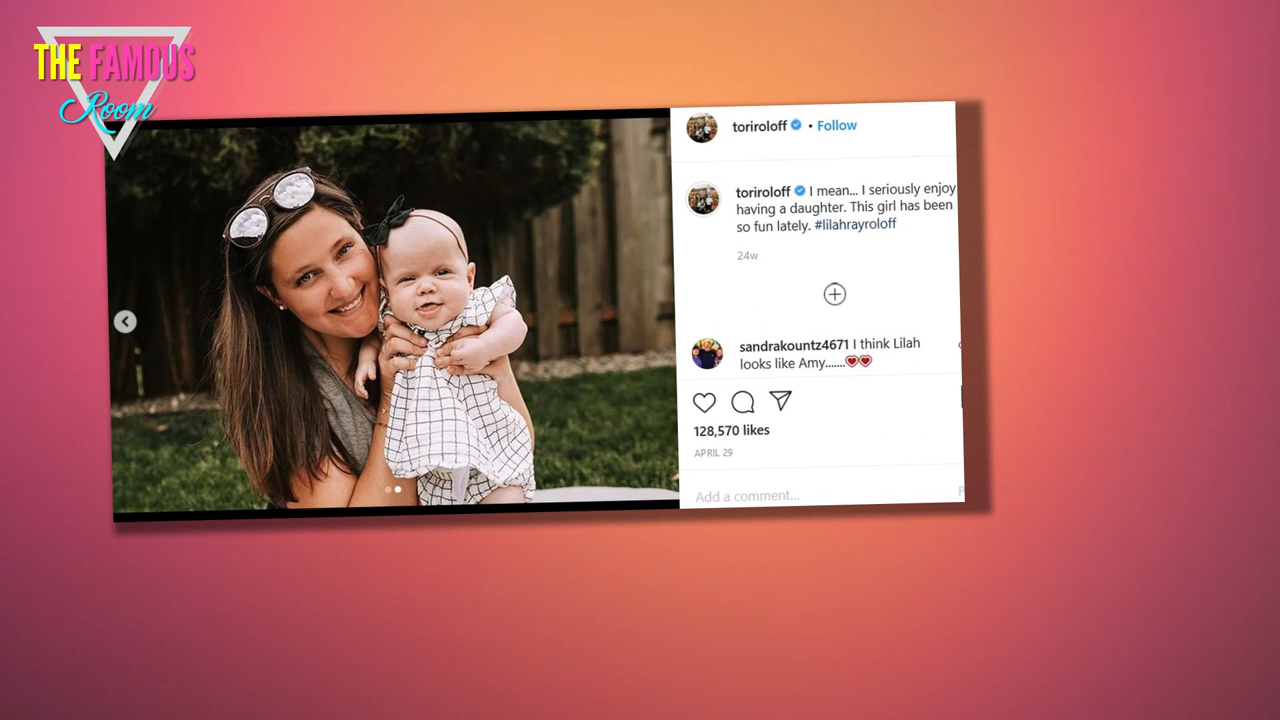 THE FAMOUS
Room
toriroloff • Follow
toriroloff I mean... I seriously enjoy
having a daughter. This girl has been
so fun lately. #lilahrayroloff
24w
sandrakountz4671 I think Lilah
looks like Amy.......💗💗
128,570 likes
APRIL 29
Add a comment...